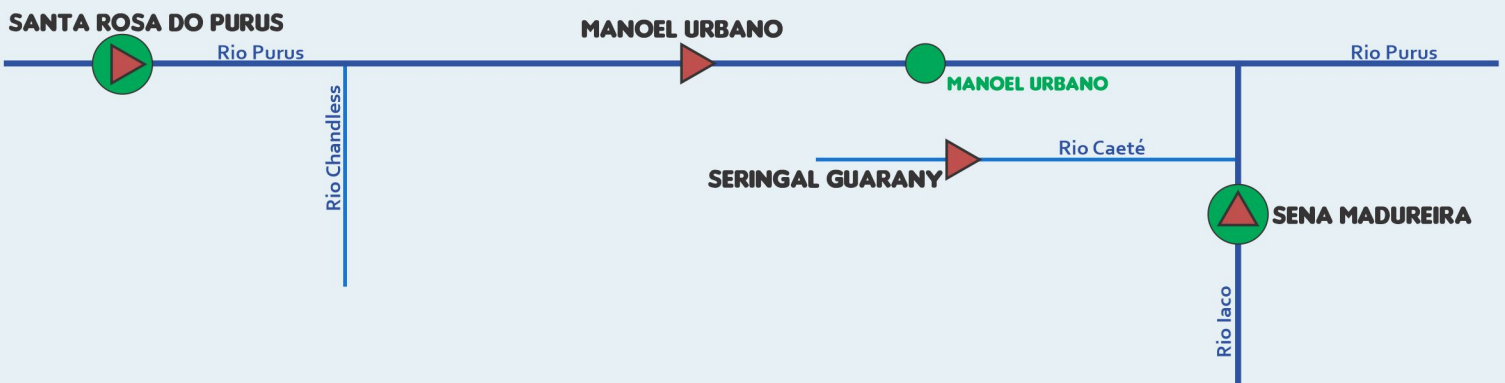 SANTA ROSA DO PURUS
MANOEL URBANO
Rio Purus
Rio Purus
MANOEL URBANO
Rio Chandless
Rio Caeté
SERINGAL GUARANY
SENA MADUREIRA
Rio Iaco